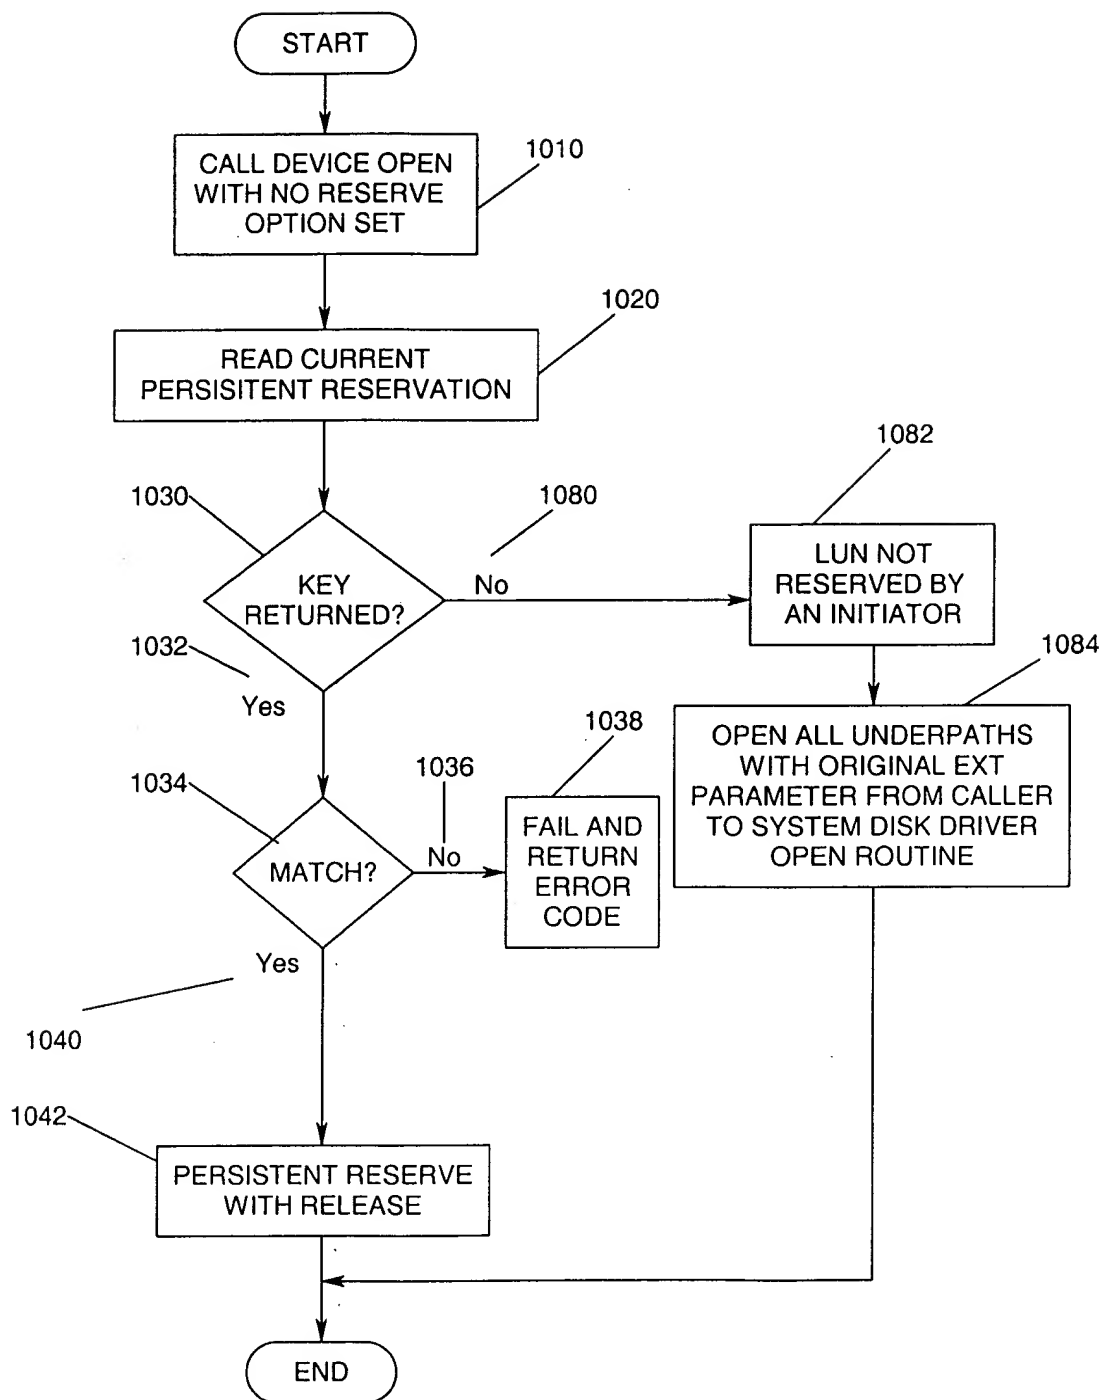 START
CALL DEVICE OPEN
WITH NO RESERVE
OPTION SET
1010
1020
READ CURRENT
PERSISITENT RESERVATION
1030
1080
1082
KEY
RETURNED?
No
LUN NOT
RESERVED BY
AN INITIATOR
1032
Yes
1084
OPEN ALL UNDERPATHS
WITH ORIGINAL EXT
PARAMETER FROM CALLER
TO SYSTEM DISK DRIVER
OPEN ROUTINE
1034
1036
1038
MATCH?
No
FAIL AND
RETURN
ERROR
CODE
Yes
1040
1042
PERSISTENT RESERVE
WITH RELEASE
END